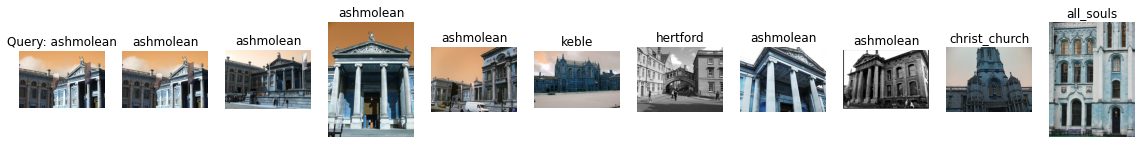 Query: ashmolean
ashmolean
ashmolean
ashmolean
ashmolean
keble
hertford
ashmolean
ashmolean
christ_church
all_souls